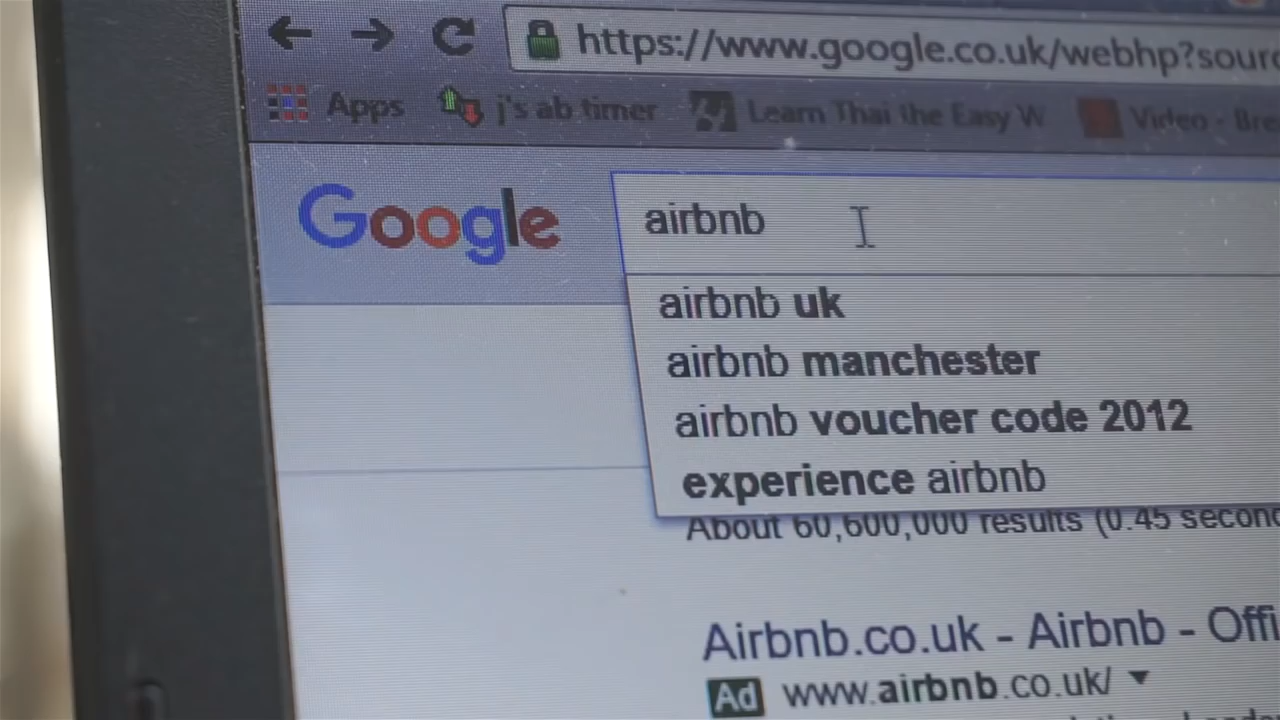 https://www.google.co.uk/webhp?sour
Apps j's ab timer Learn Thai the Easy W Video - Bre
Google airbnb
airbnb uk
airbnb manchester
airbnb voucher code 2012
experience airbnb
About 60,600,000 results (0.45 second
Airbnb.co.uk - Airbnb - Offi
Ad www.airbnb.co.uk/